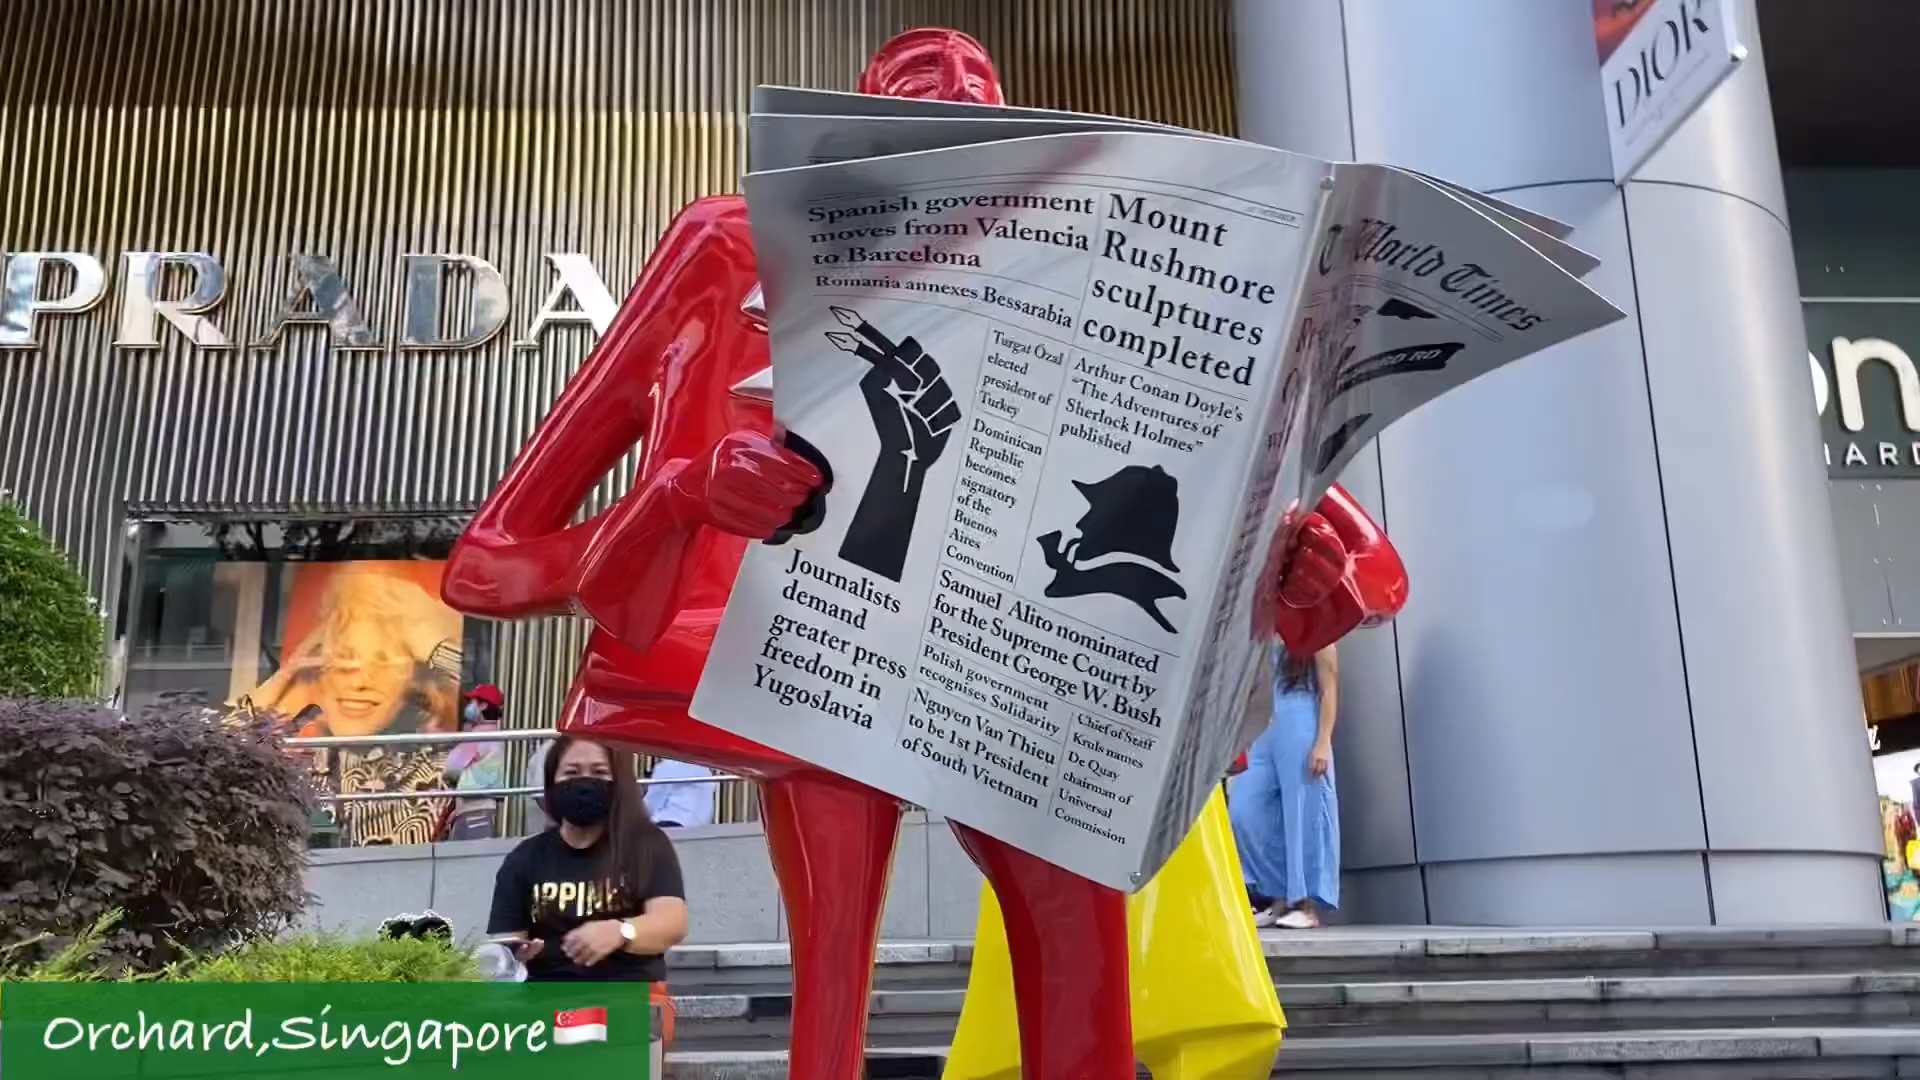 PRADA
DIOR
Spanish government
moves from Valencia
to Barcelona
Romania annexes Bessarabia
Mount
Rushmore
sculptures
completed
World Times
Turgat Özal
elected
president of
Turkey
Arthur Conan Doyle's
"The Adventures of
Sherlock Holmes"
published
Dominican
Republic
becomes
signatory
of the
Buenos
Aires
Convention
Journalists
demand
greater press
freedom in
Yugoslavia
Samuel Alito nominated
for the Supreme Court by
President George W. Bush
Polish government
recognises Solidarity
Nguyen Van Thieu
to be 1st President
of South Vietnam
Chief of Staff
Kruls names
De Quay
chairman of
Universal
Commission
Orchard,Singapore